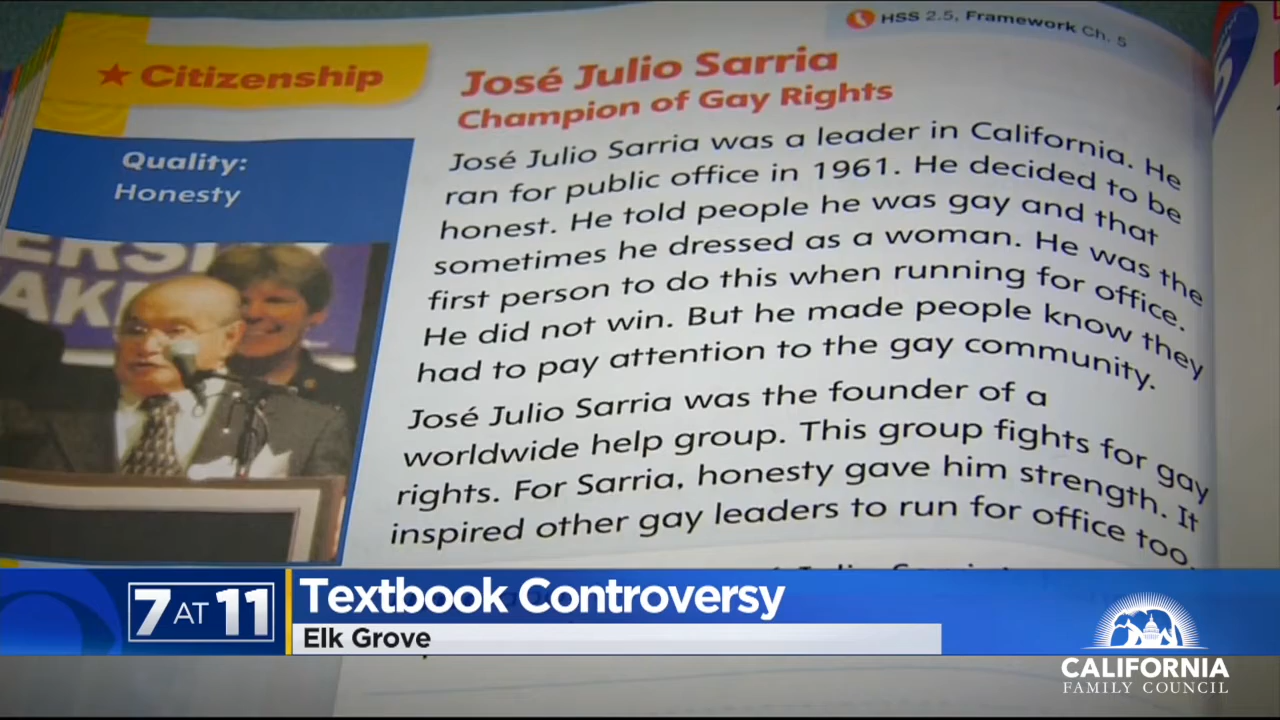 HSS 2.5, Framework Ch. 5
★ Citizenship
José Julio Sarria
Champion of Gay Rights
Quality:
Honesty
José Julio Sarria was a leader in California. He
ran for public office in 1961. He decided to be
honest. He told people he was gay and that
sometimes he dressed as a woman. He was the
first person to do this when running for office.
He did not win. But he made people know they
had to pay attention to the gay community.
José Julio Sarria was the founder of a
worldwide help group. This group fights for gay
rights. For Sarria, honesty gave him strength. It
inspired other gay leaders to run for office too.
7 AT 11
Textbook Controversy
Elk Grove
CALIFORNIA
FAMILY COUNCIL